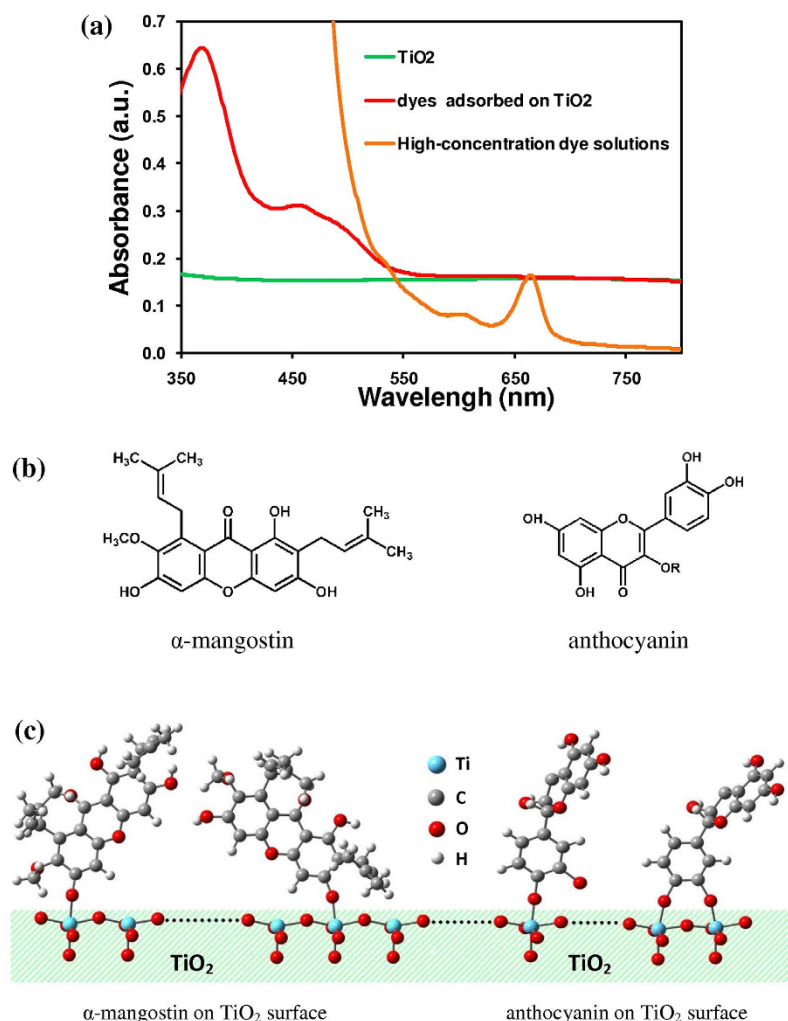 (a)
0.7
0.6
0.5
0.4
0.3
0.2
0.1
0.0
Absorbance (a.u.)
TiO2
dyes adsorbed on TiO2
High-concentration dye solutions
350 450 550 650 750
Wavelengh (nm)
(b)
H₃C CH₃
O OH
CH₃
H₃CO
CH₃
HO O OH
α-mangostin
OH
OH
OH O
OR
OH O
anthocyanin
(c)
Ti
C
O
H
TiO₂ TiO₂
α-mangostin on TiO₂ surface anthocyanin on TiO₂ surface